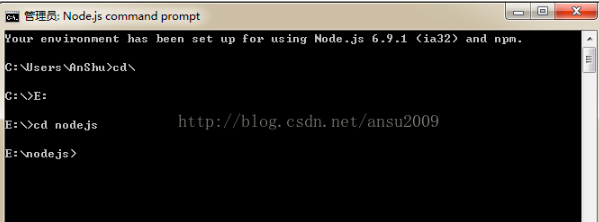 管理员: Node.js command prompt
Your environment has been set up for using Node.js 6.9.1 (ia32) and npm.
C:\Users\AnShu>cd\
C:\>E:
E:\>cd nodejs
http://blog.csdn.net/ansu2009
E:\nodejs>